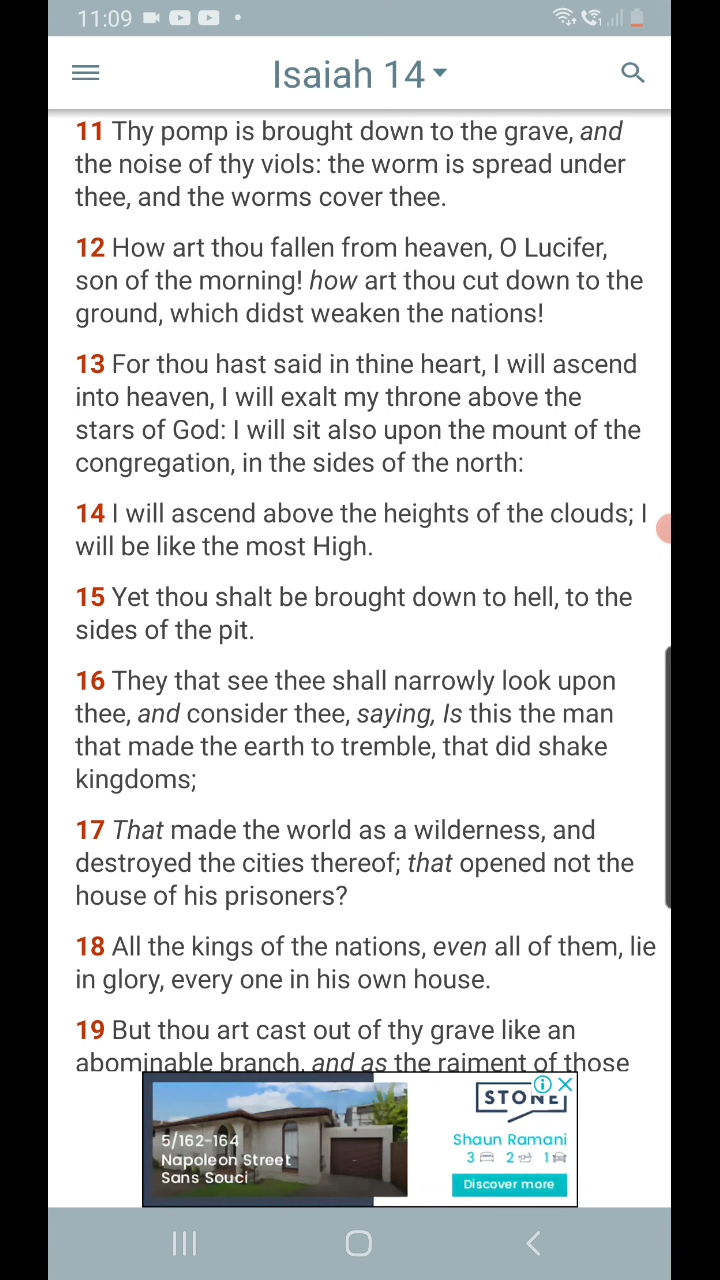 11:09
Isaiah 14
11 Thy pomp is brought down to the grave, and
the noise of thy viols: the worm is spread under
thee, and the worms cover thee.
12 How art thou fallen from heaven, O Lucifer,
son of the morning! how art thou cut down to the
ground, which didst weaken the nations!
13 For thou hast said in thine heart, I will ascend
into heaven, I will exalt my throne above the
stars of God: I will sit also upon the mount of the
congregation, in the sides of the north:
14 I will ascend above the heights of the clouds; I
will be like the most High.
15 Yet thou shalt be brought down to hell, to the
sides of the pit.
16 They that see thee shall narrowly look upon
thee, and consider thee, saying, Is this the man
that made the earth to tremble, that did shake
kingdoms;
17 That made the world as a wilderness, and
destroyed the cities thereof; that opened not the
house of his prisoners?
18 All the kings of the nations, even all of them, lie
in glory, every one in his own house.
19 But thou art cast out of thy grave like an
abominable branch, and as the raiment of those
5/162-164
Napoleon Street
Sans Souci
STONE
Shaun Ramani
3 2 1
Discover more